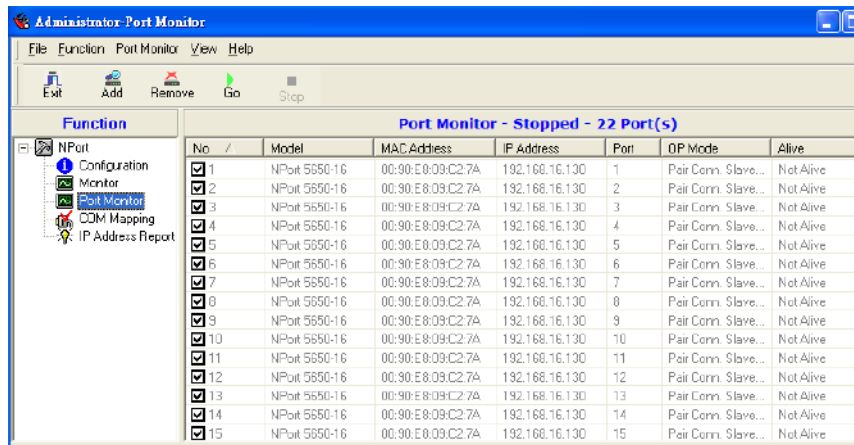 Administrator-Port Monitor
File Function Port Monitor View Help
Exit Add Remove Go Stop
Function
Port Monitor - Stopped - 22 Port(s)
NPort
Configuration
Monitor
Port Monitor
COM Mapping
IP Address Report
No / Model MAC Address IP Address Port OP Mode Alive
1 NPort 5650-16 00:90:E8:09:C2:7A 192.168.16.130 1 Pair Conn. Slave... Not Alive
2 NPort 5650-16 00:90:E8:09:C2:7A 192.168.16.130 2 Pair Conn. Slave... Not Alive
3 NPort 5650-16 00:90:E8:09:C2:7A 192.168.16.130 3 Pair Conn. Slave... Not Alive
4 NPort 5650-16 00:90:E8:09:C2:7A 192.168.16.130 4 Pair Conn. Slave... Not Alive
5 NPort 5650-16 00:90:E8:09:C2:7A 192.168.16.130 5 Pair Conn. Slave... Not Alive
6 NPort 5650-16 00:90:E8:09:C2:7A 192.168.16.130 6 Pair Conn. Slave... Not Alive
7 NPort 5650-16 00:90:E8:09:C2:7A 192.168.16.130 7 Pair Conn. Slave... Not Alive
8 NPort 5650-16 00:90:E8:09:C2:7A 192.168.16.130 8 Pair Conn. Slave... Not Alive
9 NPort 5650-16 00:90:E8:09:C2:7A 192.168.16.130 9 Pair Conn. Slave... Not Alive
10 NPort 5650-16 00:90:E8:09:C2:7A 192.168.16.130 10 Pair Conn. Slave... Not Alive
11 NPort 5650-16 00:90:E8:09:C2:7A 192.168.16.130 11 Pair Conn. Slave... Not Alive
12 NPort 5650-16 00:90:E8:09:C2:7A 192.168.16.130 12 Pair Conn. Slave... Not Alive
13 NPort 5650-16 00:90:E8:09:C2:7A 192.168.16.130 13 Pair Conn. Slave... Not Alive
14 NPort 5650-16 00:90:E8:09:C2:7A 192.168.16.130 14 Pair Conn. Slave... Not Alive
15 NPort 5650-16 00:90:E8:09:C2:7A 192.168.16.130 15 Pair Conn. Slave... Not Alive